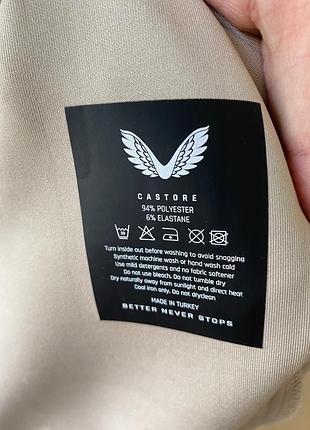 CASTORE
94% POLYESTER
6% ELASTANE
Turn inside out before washing to avoid snagging
Synthetic machine wash or hand wash cold
Use mild detergents and no fabric softener
Do not use bleach. Do not tumble dry
Dry naturally away from sunlight and direct heat
Cool iron only. Do not dryclean
MADE IN TURKEY
BETTER NEVER STOPS